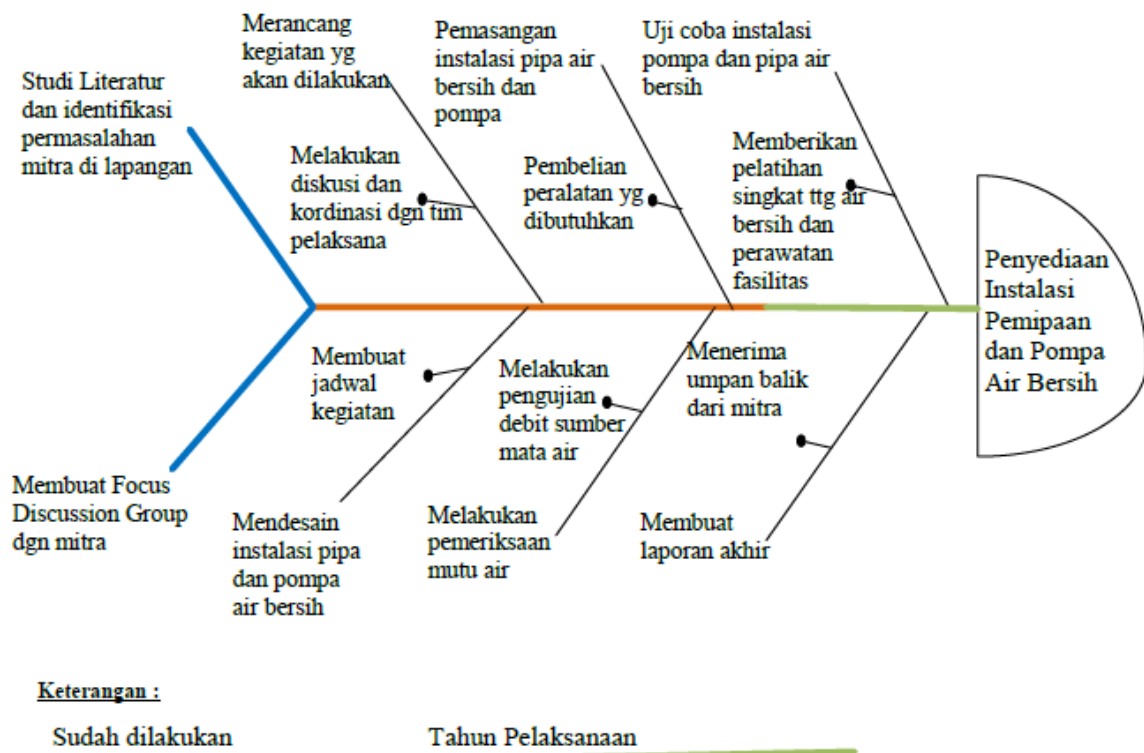 Merancang
kegiatan yg
akan dilakukan
Pemasangan
instalasi pipa air
bersih dan
pompa
Uji coba instalasi
pompa dan pipa air
bersih
Studi Literatur
dan identifikasi
permasalahan
mitra di lapangan
Melakukan
diskusi dan
kordinasi dgn tim
pelaksana
Pembelian
peralatan yg
dibutuhkan
Memberikan
pelatihan
singkat ttg air
bersih dan
perawatan
fasilitas
Penyediaan
Instalasi
Pemipaan
dan Pompa
Air Bersih
Membuat
jadwal
kegiatan
Melakukan
pengujian
debit sumber
mata air
Menerima
umpan balik
dari mitra
Membuat Focus
Discussion Group
dgn mitra
Mendesain
instalasi pipa
dan pompa
air bersih
Melakukan
pemeriksaan
mutu air
Membuat
laporan akhir
Keterangan :
Sudah dilakukan
Tahun Pelaksanaan